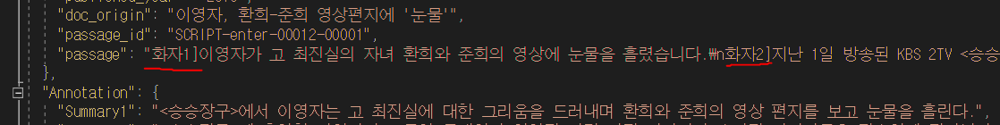 "doc_origin": "이영자, 환희-준희 영상편지에 '눈물'",
"passage_id": "SCRIPT-enter-00012-00001",
"passage": "화자1]이영자가 고 최진실의 자녀 환희와 준희의 영상에 눈물을 흘렸습니다.₩n화자2]지난 1일 방송된 KBS 2TV <승승
},
"Annotation": {
"Summary1": "<승승장구>에서 이영자는 고 최진실에 대한 그리움을 드러내며 환희와 준희의 영상 편지를 보고 눈물을 흘린다.",